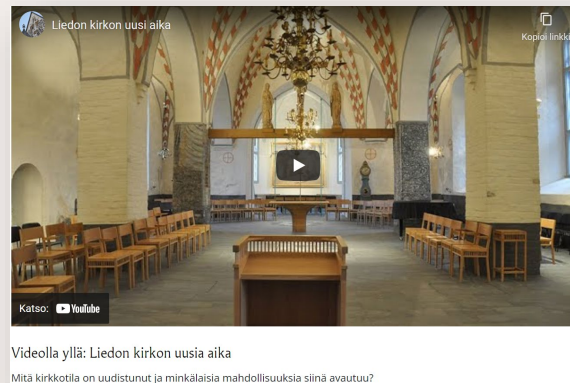 Liedon kirkon uusi aika
Kopioi linkki
Katso: YouTube
Videolla yllä: Liedon kirkon uusia aika
Mitä kirkkotila on uudistunut ja minkälaisia mahdollisuuksia siinä avautuu?